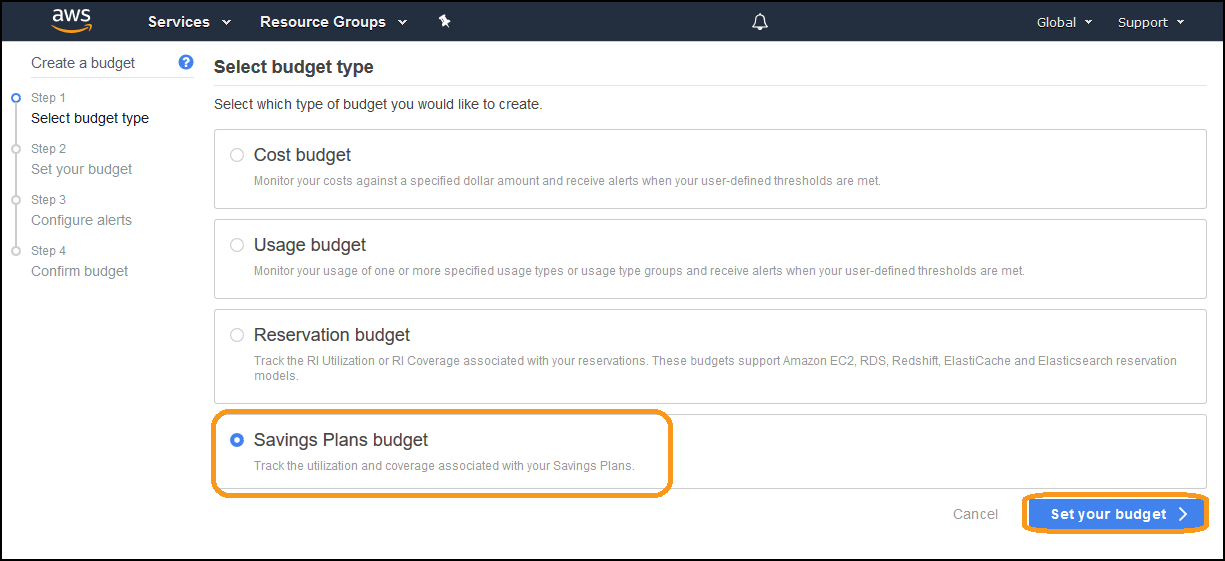 aws
Services
Resource Groups
Global
Support
Create a budget
?
Step 1
Select budget type
Step 2
Set your budget
Step 3
Configure alerts
Step 4
Confirm budget
Select budget type
Select which type of budget you would like to create.
Cost budget
Monitor your costs against a specified dollar amount and receive alerts when your user-defined thresholds are met.
Usage budget
Monitor your usage of one or more specified usage types or usage type groups and receive alerts when your user-defined thresholds are met.
Reservation budget
Track the RI Utilization or RI Coverage associated with your reservations. These budgets support Amazon EC2, RDS, Redshift, ElastiCache and Elasticsearch reservation
models.
Savings Plans budget
Track the utilization and coverage associated with your Savings Plans.
Cancel
Set your budget